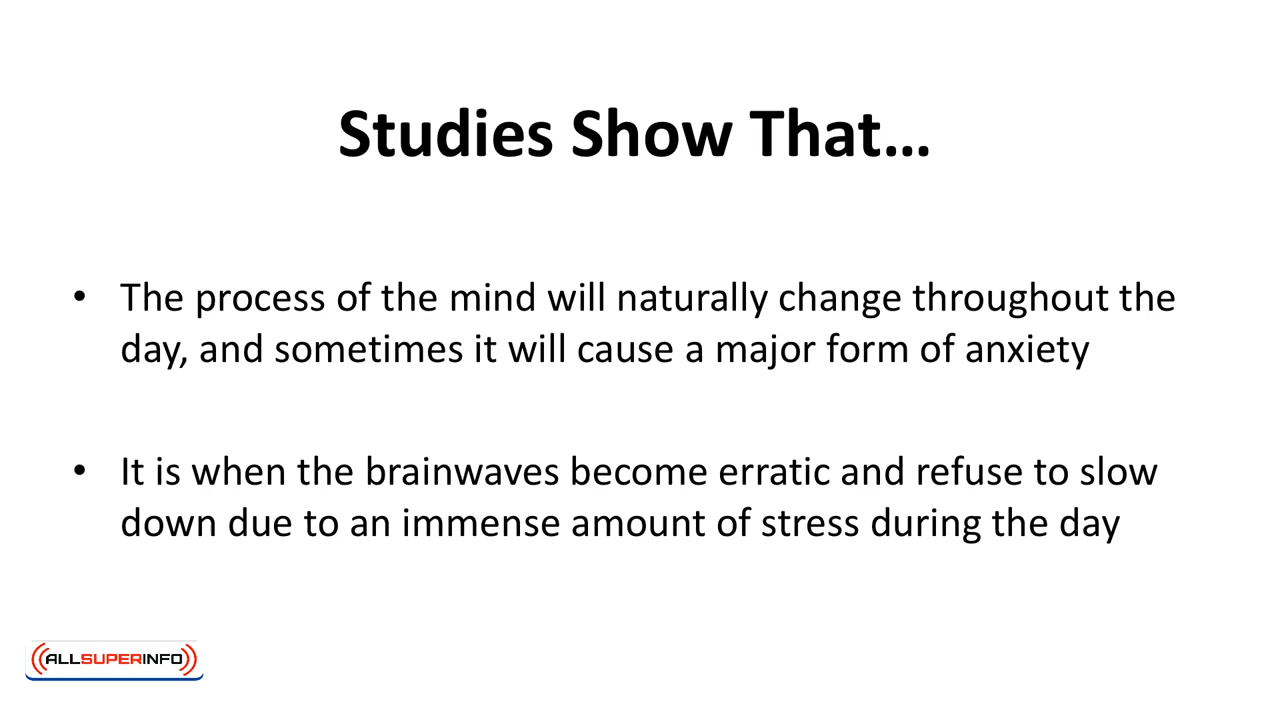 Studies Show That…
• The process of the mind will naturally change throughout the
day, and sometimes it will cause a major form of anxiety
• It is when the brainwaves become erratic and refuse to slow
down due to an immense amount of stress during the day
ALLSUPERINFO